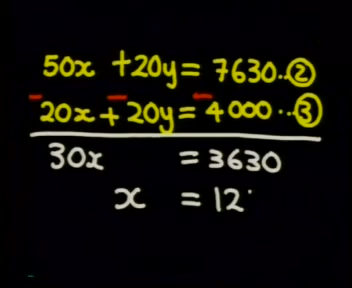 50x +20y= 7630..②
20x + 20y = 4000...③
30x = 3630
x = 12